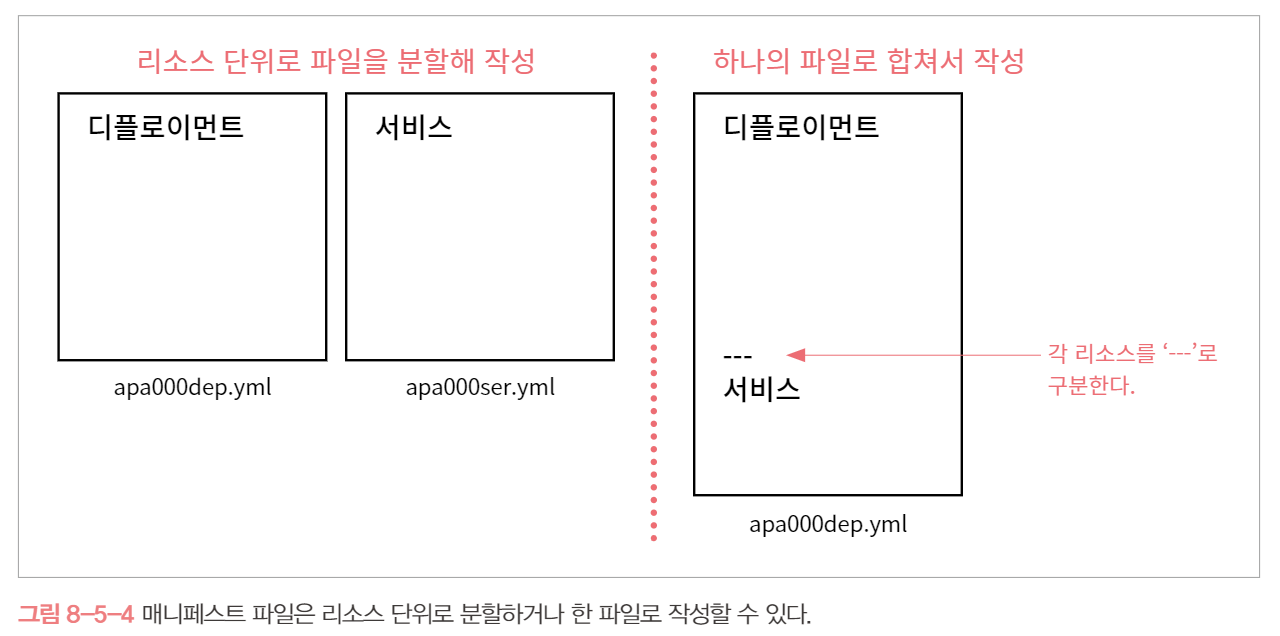 리소스 단위로 파일을 분할해 작성
디플로이먼트
서비스
apa000dep.yml
apa000ser.yml
하나의 파일로 합쳐서 작성
디플로이먼트
---
서비스
각 리소스를 ‘---’로
구분한다.
apa000dep.yml
그림 8-5-4 매니페스트 파일은 리소스 단위로 분할하거나 한 파일로 작성할 수 있다.